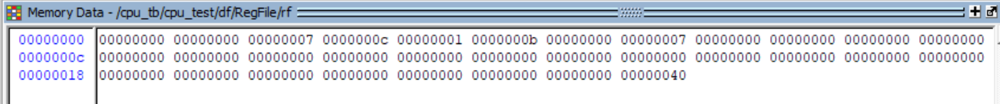 Memory Data - /cpu_tb/cpu_test/df/RegFile/rf
00000000 00000000 00000000 00000007 0000000c 00000001 0000000b 00000000 00000007 00000000 00000000 00000000 00000000
0000000c 00000000 00000000 00000000 00000000 00000000 00000000 00000000 00000000 00000000 00000000 00000000 00000000
00000018 00000000 00000000 00000000 00000000 00000000 00000000 00000000 00000040